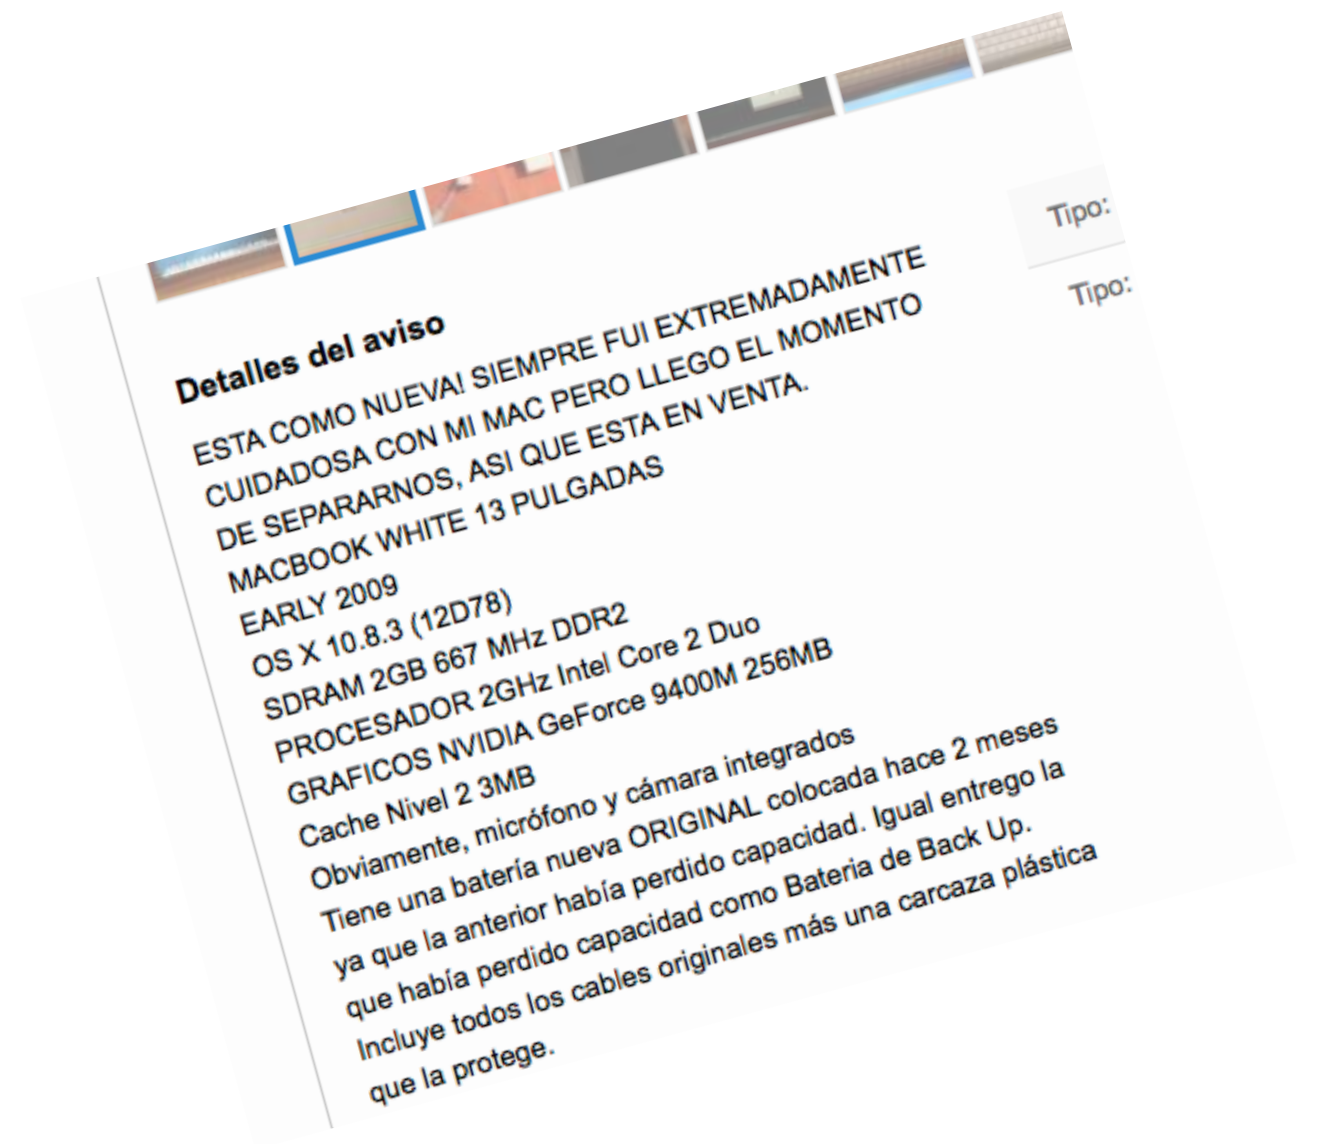 Detalles del aviso
ESTA COMO NUEVA! SIEMPRE FUI EXTREMADAMENTE
CUIDADOSA CON MI MAC PERO LLEGO EL MOMENTO
DE SEPARARNOS, ASI QUE ESTA EN VENTA.
MACBOOK WHITE 13 PULGADAS
EARLY 2009
OS X 10.8.3 (12D78)
SDRAM 2GB 667 MHz DDR2
PROCESADOR 2GHz Intel Core 2 Duo
GRAFICOS NVIDIA GeForce 9400M 256MB
Cache Nivel 2 3MB
Obviamente, micrófono y cámara integrados
Tiene una batería nueva ORIGINAL colocada hace 2 meses
ya que la anterior había perdido capacidad. Igual entrego la
que había perdido capacidad como Bateria de Back Up.
Incluye todos los cables originales más una carcaza plástica
que la protege.
Tipo:
Tipo: